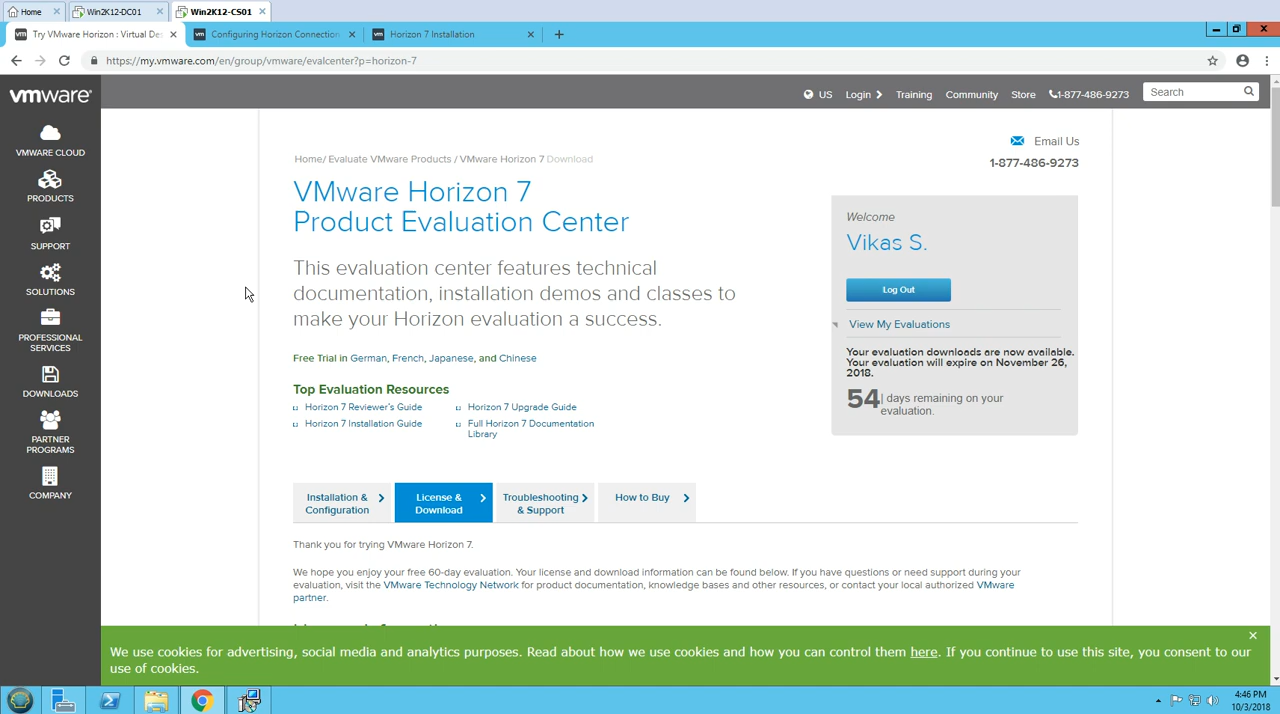 Home
Win2K12-DC01
Win2K12-CS01
Try VMware Horizon : Virtual Des
Configuring Horizon Connection
Horizon 7 Installation
https://my.vmware.com/en/group/vmware/evalcenter?p=horizon-7
vmware
US
Login
Training
Community
Store
1-877-486-9273
Search
VMWARE CLOUD
PRODUCTS
SUPPORT
SOLUTIONS
PROFESSIONAL
SERVICES
DOWNLOADS
PARTNER
PROGRAMS
COMPANY
Email Us
1-877-486-9273
Home/ Evaluate VMware Products / VMware Horizon 7 Download
VMware Horizon 7
Product Evaluation Center
This evaluation center features technical
documentation, installation demos and classes to
make your Horizon evaluation a success.
Free Trial in German, French, Japanese, and Chinese
Top Evaluation Resources
Horizon 7 Reviewer's Guide
Horizon 7 Upgrade Guide
Horizon 7 Installation Guide
Full Horizon 7 Documentation
Library
Welcome
Vikas S.
Log Out
View My Evaluations
Your evaluation downloads are now available.
Your evaluation will expire on November 26,
2018.
54 | days remaining on your
evaluation.
Installation &
Configuration
License &
Download
Troubleshooting
& Support
How to Buy
Thank you for trying VMware Horizon 7.
We hope you enjoy your free 60-day evaluation. Your license and download information can be found below. If you have questions or need support during your
evaluation, visit the VMware Technology Network for product documentation, knowledge bases and other resources, or contact your local authorized VMware
partner.
We use cookies for advertising, social media and analytics purposes. Read about how we use cookies and how you can control them here. If you continue to use this site, you consent to our
use of cookies.
4:46 PM
10/3/2018